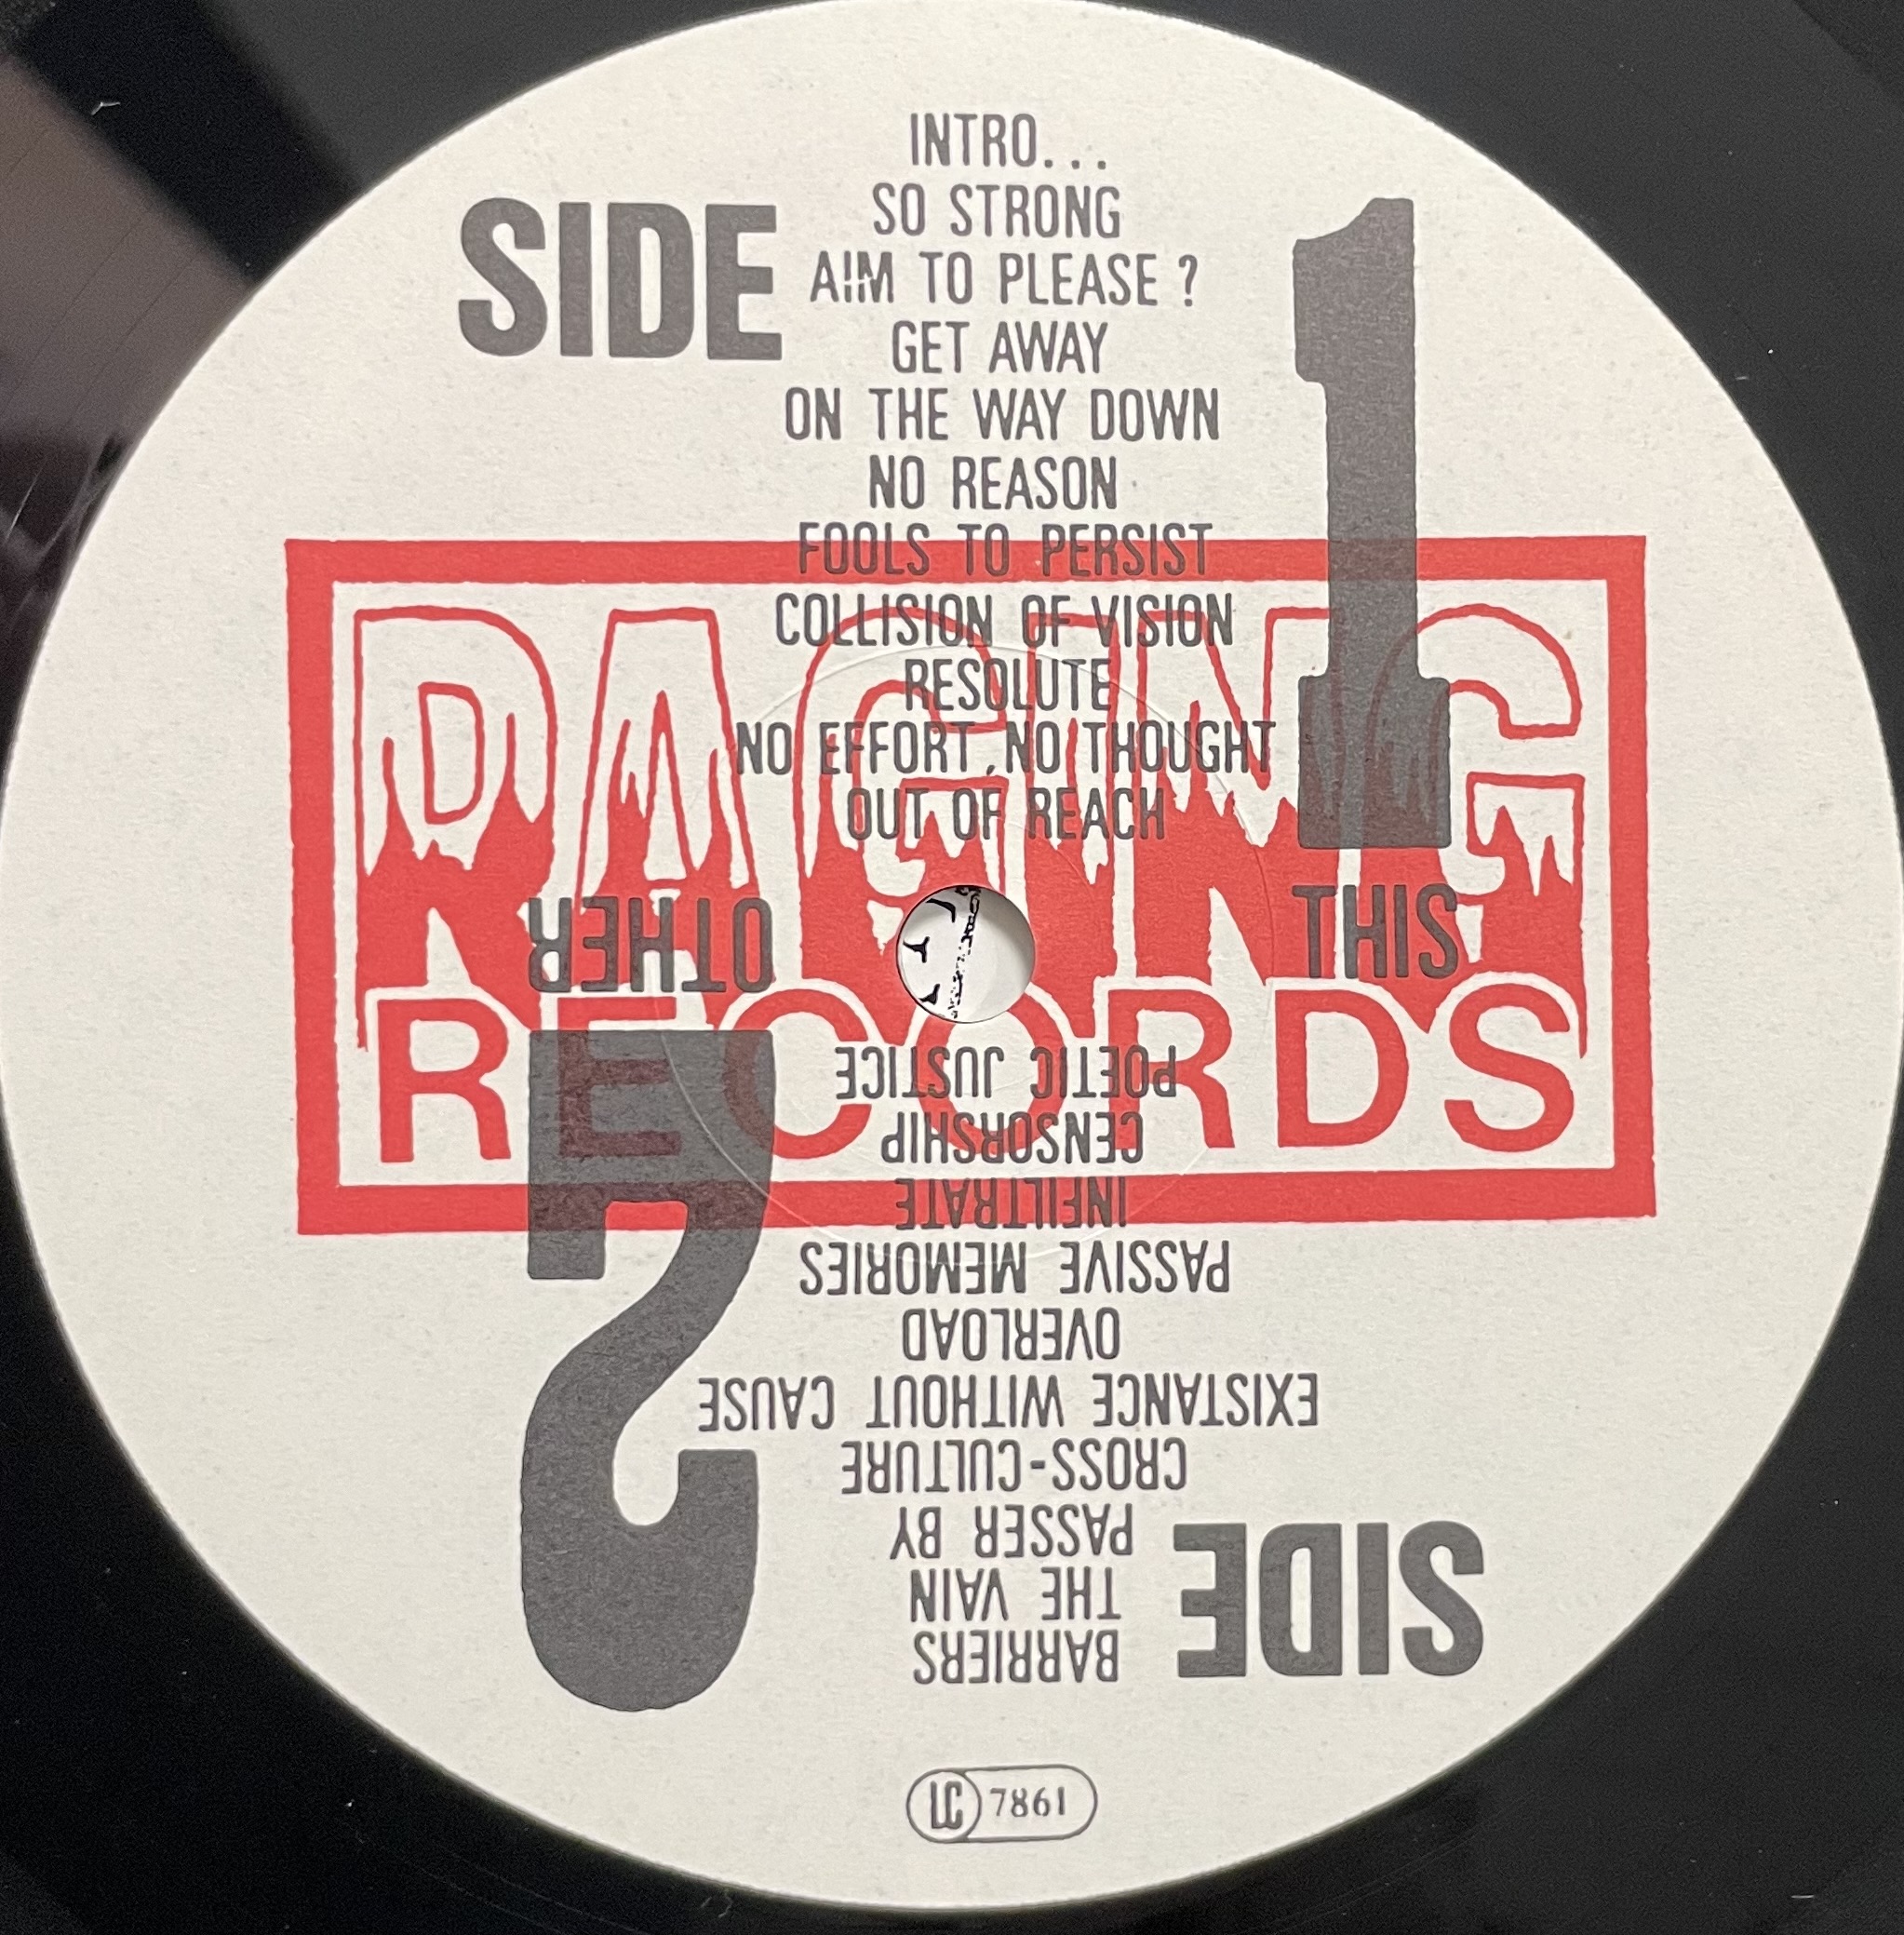 SIDE
1
INTRO...
SO STRONG
AIM TO PLEASE ?
GET AWAY
ON THE WAY DOWN
NO REASON
FOOLS TO PERSIST
COLLISION OF VISION
RESOLUTE
NO EFFORT, NO THOUGHT
OUT OF REACH
THIS
RAGING
RECORDS
SIDE
2
BARRIERS
THE VAIN
PASSER BY
CROSS-CULTURE
EXISTANCE WITHOUT CAUSE
OVERLOAD
PASSIVE MEMORIES
INFILTRATE
CENSORSHIP
POETIC JUSTICE
OTHER
LC 7861